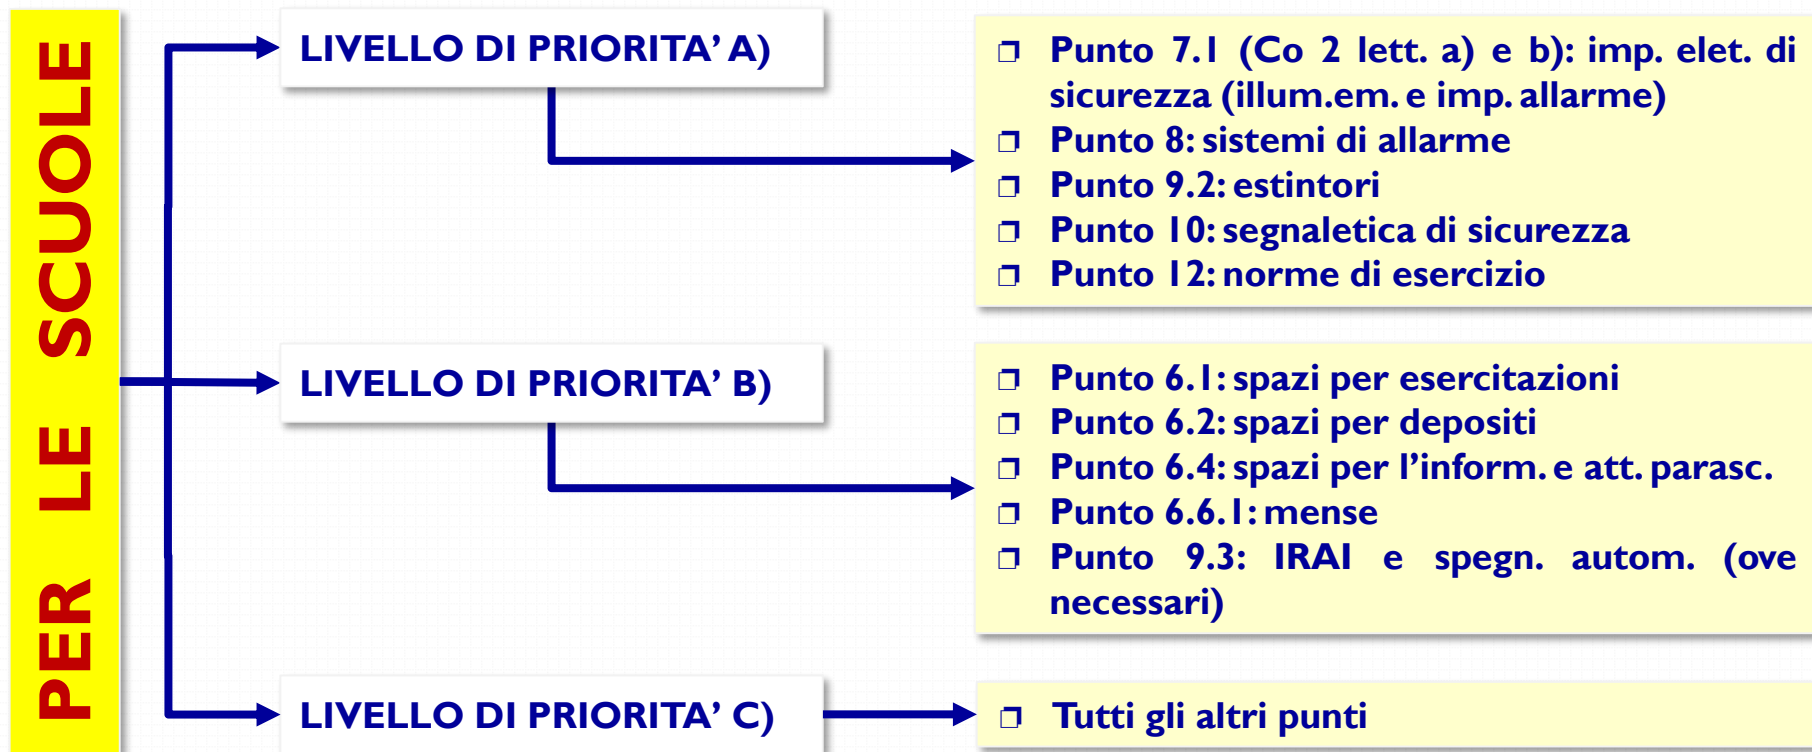 PER LE SCUOLE
LIVELLO DI PRIORITA’ A)
❐ Punto 7.1 (Co 2 lett. a) e b): imp. elet. di
sicurezza (illum.em. e imp. allarme)
❐ Punto 8: sistemi di allarme
❐ Punto 9.2: estintori
❐ Punto 10: segnaletica di sicurezza
❐ Punto 12: norme di esercizio
LIVELLO DI PRIORITA’ B)
❐ Punto 6.1: spazi per esercitazioni
❐ Punto 6.2: spazi per depositi
❐ Punto 6.4: spazi per l’inform. e att. parasc.
❐ Punto 6.6.1: mense
❐ Punto 9.3: IRAI e spegn. autom. (ove
necessari)
LIVELLO DI PRIORITA’ C)
❐ Tutti gli altri punti